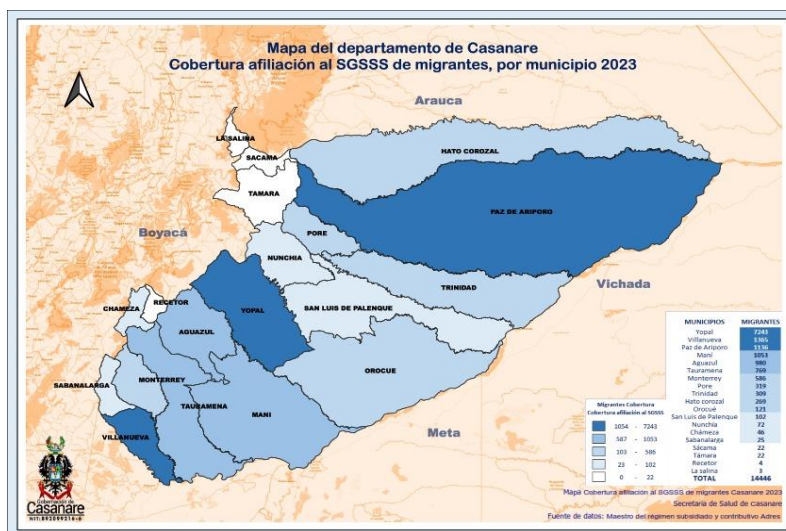 Mapa del departamento de Casanare
Cobertura afiliación al SGSSS de migrantes, por municipio 2023
Arauca
LA SALINA
SACAMA
HATO COROZAL
TAMARA
PAZ DE ARIPORO
Boyacá
PORE
NUNCHIA
Vichada
TRINIDAD
CHAMEZA
RECETOR
YOPAL
SAN LUIS DE PALENQUE
AGUAZUL
OROCUE
SABANALARGA
MONTERREY
TAURAMENA
MANI
VILLANUEVA
Meta
MUNICIPIOS MIGRANTES
Yopal 7243
Villanueva 1365
Paz de Ariporo 1136
Maní 1053
Aguazul 980
Tauramena 769
Monterrey 586
Pore 319
Trinidad 309
Hato corozal 269
Orocué 121
San Luis de Palenque 102
Nunchía 72
Chámeza 46
Sabanalarga 25
Sácama 22
Támara 22
Recetor 4
La salina 3
TOTAL 14446
Migrantes Cobertura
Cobertura afiliación al SGSSS
1054 - 7243
587 - 1053
103 - 586
23 - 102
0 - 22
Gobernación de
Casanare
NIT:892099216-6
Mapa Cobertura afiliación al SGSSS de migrantes Casanare 2023
Secretaría de Salud de casanare
Fuente de datos: Maestro del régimen subsidiado y contributivo Adres